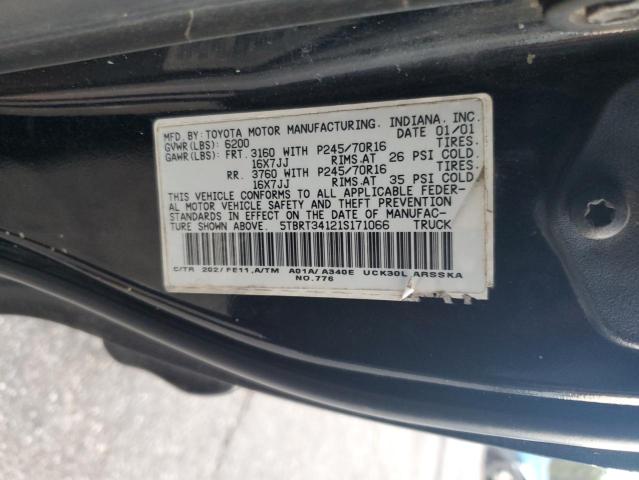 MFD. BY: TOYOTA MOTOR MANUFACTURING. INDIANA, INC.
GVWR(LBS): 6200 DATE 01/01
GAWR(LBS): FRT. 3160 WITH P245/70R16 TIRES.
16X7JJ RIMS.AT 26 PSI COLD.
RR. 3760 WITH P245/70R16 TIRES.
16X7JJ RIMS.AT 35 PSI COLD.
THIS VEHICLE CONFORMS TO ALL APPLICABLE FEDER-
AL MOTOR VEHICLE SAFETY AND THEFT PREVENTION
STANDARDS IN EFFECT ON THE DATE OF MANUFAC-
TURE SHOWN ABOVE. 5TBRT34121S171066 TRUCK
C/TR 202/FE11,A/TM A01A/A340E UCK30L ARSSKA
NO.776